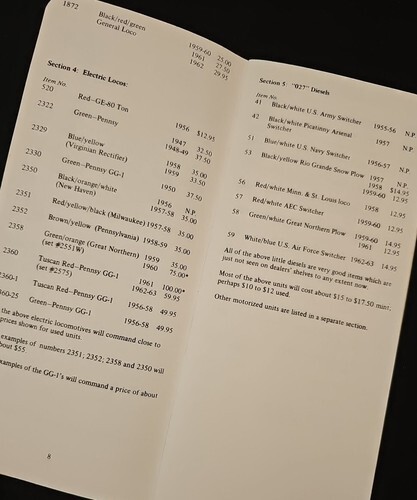 1872 Black/red/green
General Loco 1959-60 25.00
1961 27.50
1962 29.95
Section 4: Electric Locos:
Item No.
520 Red--GE-80 Ton 1956 $12.95
2322 Green--Penny 1947 32.50
1948-49 37.50
2329 Blue/yellow
(Virginian Rectifier) 1958 35.00
1959 33.50
2330 Green--Penny GG-1 1950 37.50
2350 Black/orange/white
(New Haven) 1956 N.P.
1957-58 35.00
2351 Red/yellow/black (Milwaukee) 1957-58 35.00
2352 Brown/yellow (Pennsylvania) 1958-59 35.00
2358 Green/orange (Great Northern) 1959 35.00
(set #2551W) 1960 75.00*
2360 Tuscan Red--Penny GG-1 1961 100.00*
(set #2575) 1962-63 59.95
2360-1 Tuscan Red--Penny GG-1 1956-58 49.95
2360-25 Green--Penny GG-1 1956-58 49.95
the above electric locomotives will command close to
prices shown for used units.
examples of numbers 2351; 2352; 2358 and 2350 will
about $55
examples of the GG-1's will command a price of about
8
Section 5: "027" Diesels
Item No.
41 Black/white U.S. Army Switcher 1955-56 N.P.
42 Black/white Picatinny Arsenal
Switcher 1957 N.P.
51 Blue/white U.S. Navy Switcher 1956-57 N.P.
53 Black/yellow Rio Grande Snow Plow 1957 N.P.
1958 $14.95
1959-60 12.95
56 Red/white Minn. & St. Louis loco 1958 12.95
57 Red/white AEC Switcher 1959-60 14.95
58 Green/white Great Northern Plow 1959-60 14.95
1961 12.95
59 White/blue U.S. Air Force Switcher 1962-63 14.95
All of the above little diesels are very good items which are
just not seen on dealers' shelves to any extent now.
Most of the above units will cost about $15 to $17.50 mint;
perhaps $10 to $12 used.
Other motorized units are listed in a separate section.